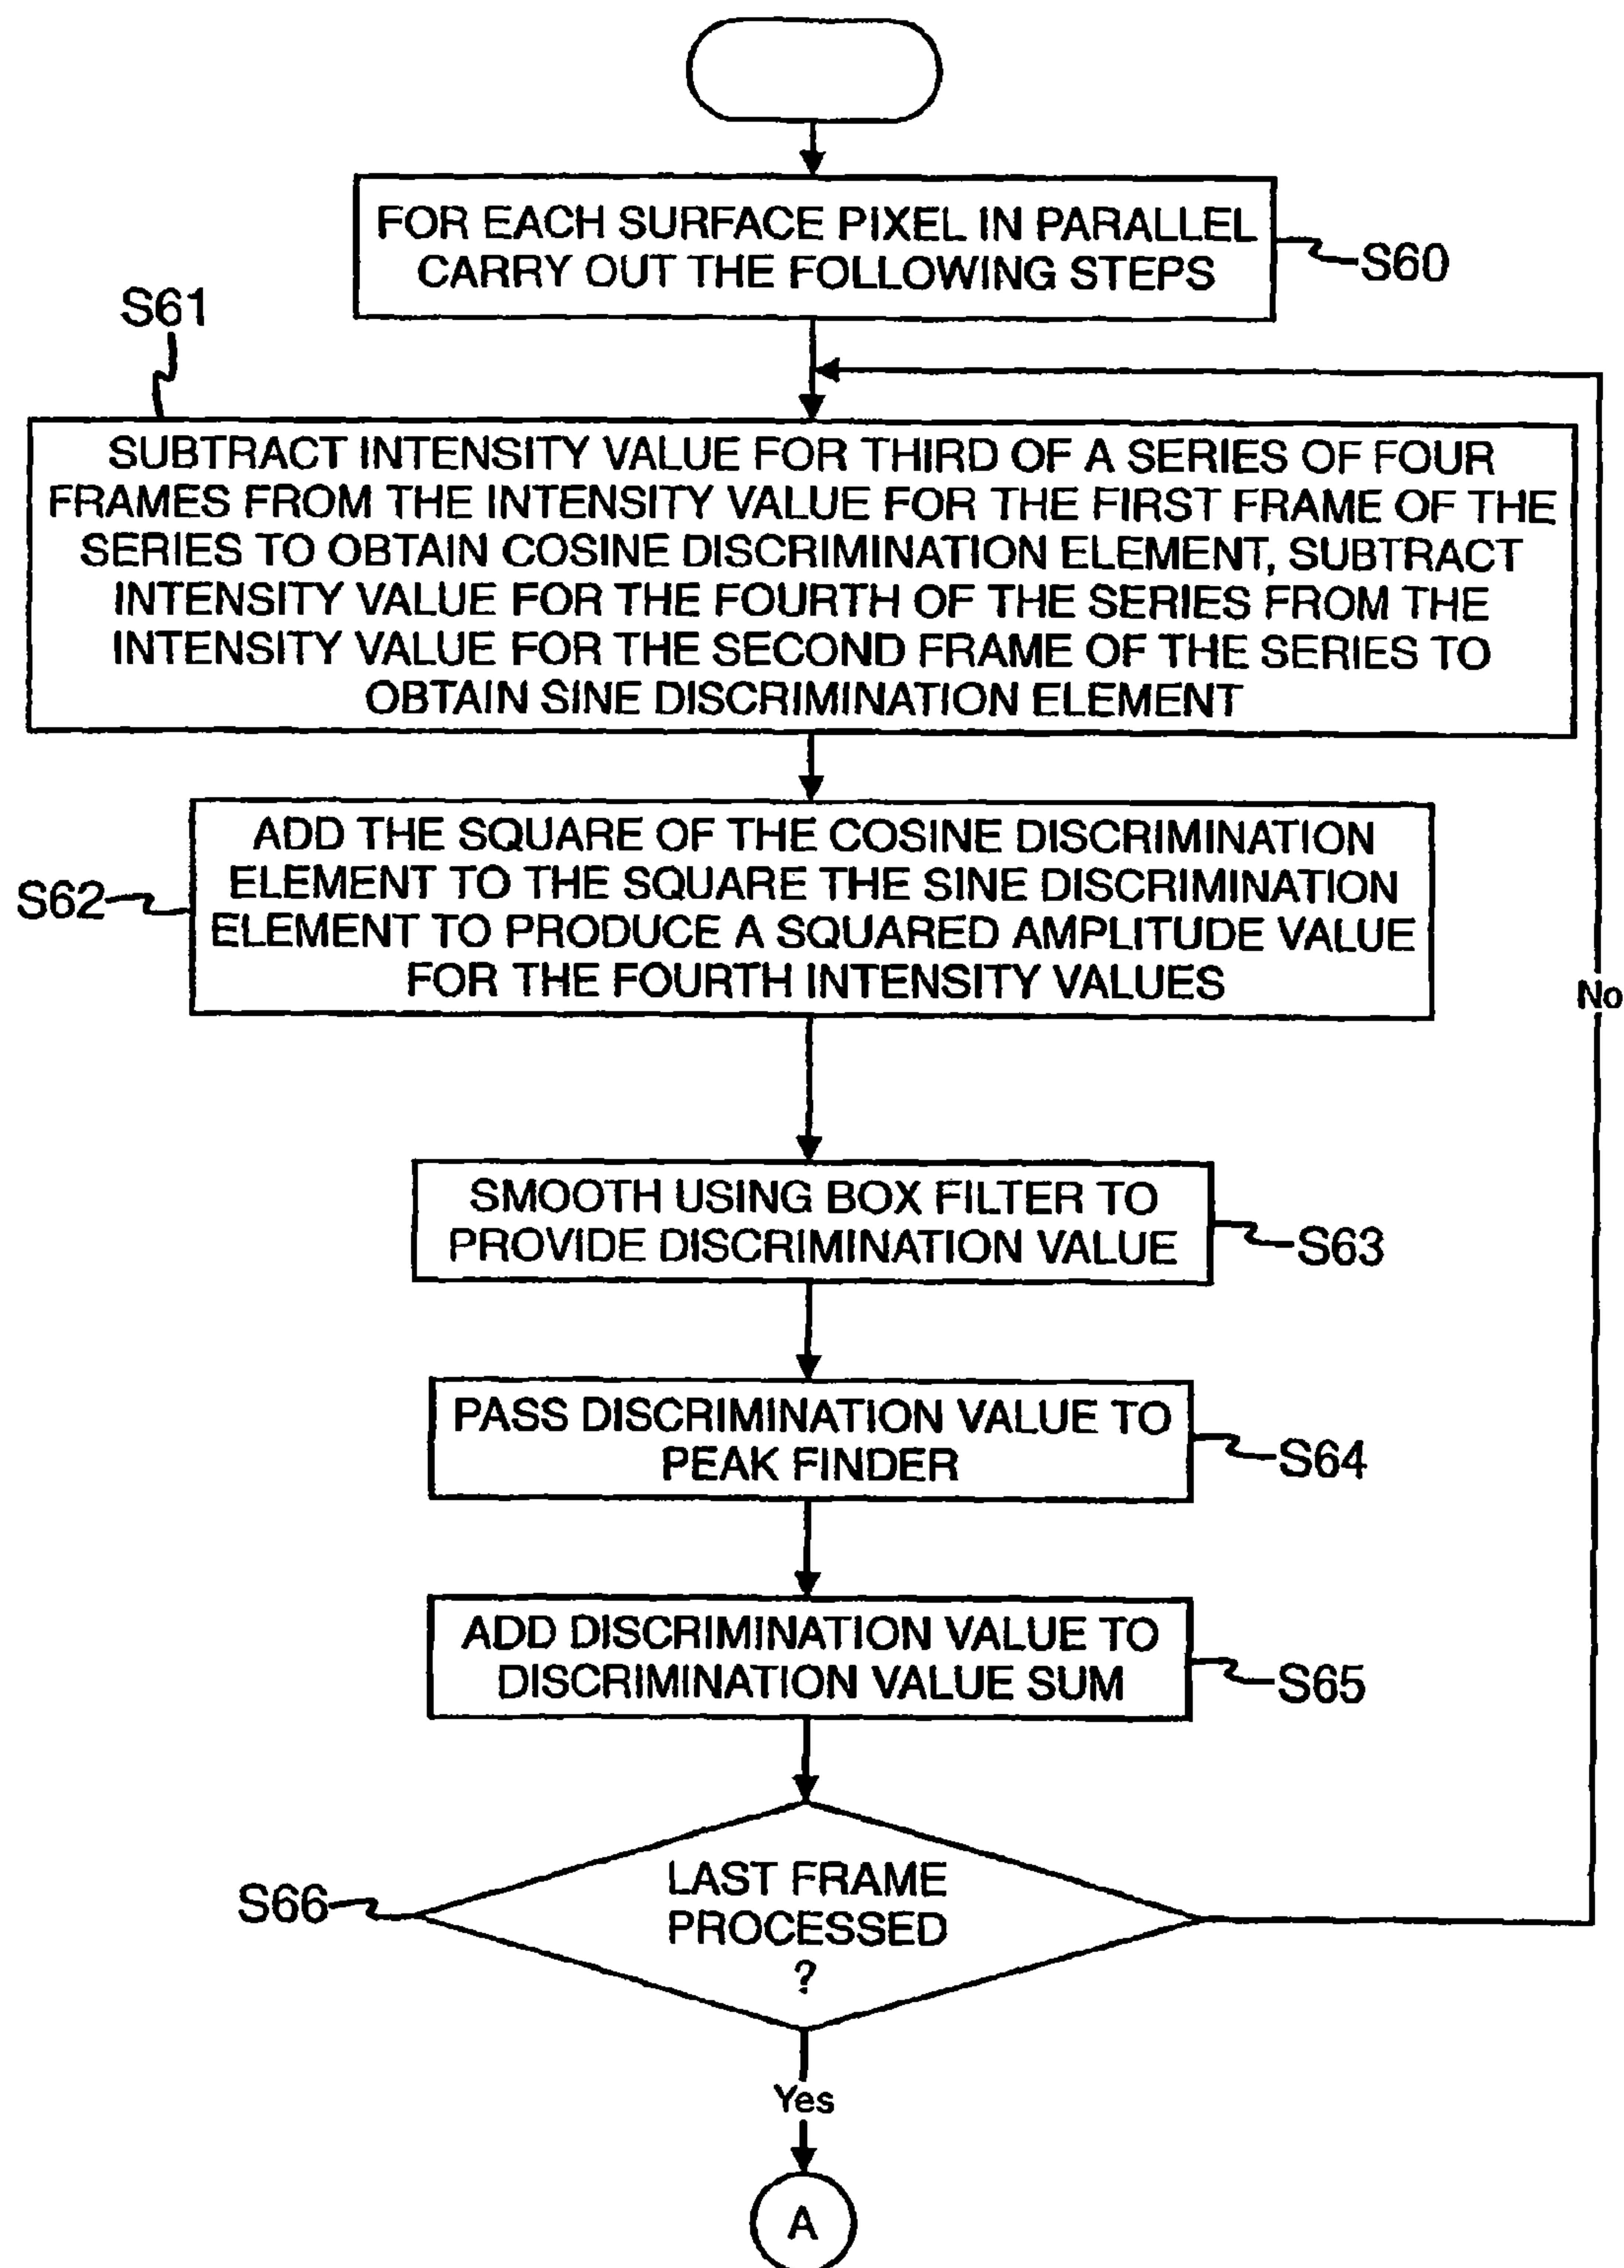 FOR EACH SURFACE PIXEL IN PARALLEL
CARRY OUT THE FOLLOWING STEPS
S60
S61
SUBTRACT INTENSITY VALUE FOR THIRD OF A SERIES OF FOUR
FRAMES FROM THE INTENSITY VALUE FOR THE FIRST FRAME OF THE
SERIES TO OBTAIN COSINE DISCRIMINATION ELEMENT, SUBTRACT
INTENSITY VALUE FOR THE FOURTH OF THE SERIES FROM THE
INTENSITY VALUE FOR THE SECOND FRAME OF THE SERIES TO
OBTAIN SINE DISCRIMINATION ELEMENT
S62
ADD THE SQUARE OF THE COSINE DISCRIMINATION
ELEMENT TO THE SQUARE THE SINE DISCRIMINATION
ELEMENT TO PRODUCE A SQUARED AMPLITUDE VALUE
FOR THE FOURTH INTENSITY VALUES
No
SMOOTH USING BOX FILTER TO
PROVIDE DISCRIMINATION VALUE
S63
PASS DISCRIMINATION VALUE TO
PEAK FINDER
S64
ADD DISCRIMINATION VALUE TO
DISCRIMINATION VALUE SUM
S65
S66
LAST FRAME
PROCESSED
?
Yes
A